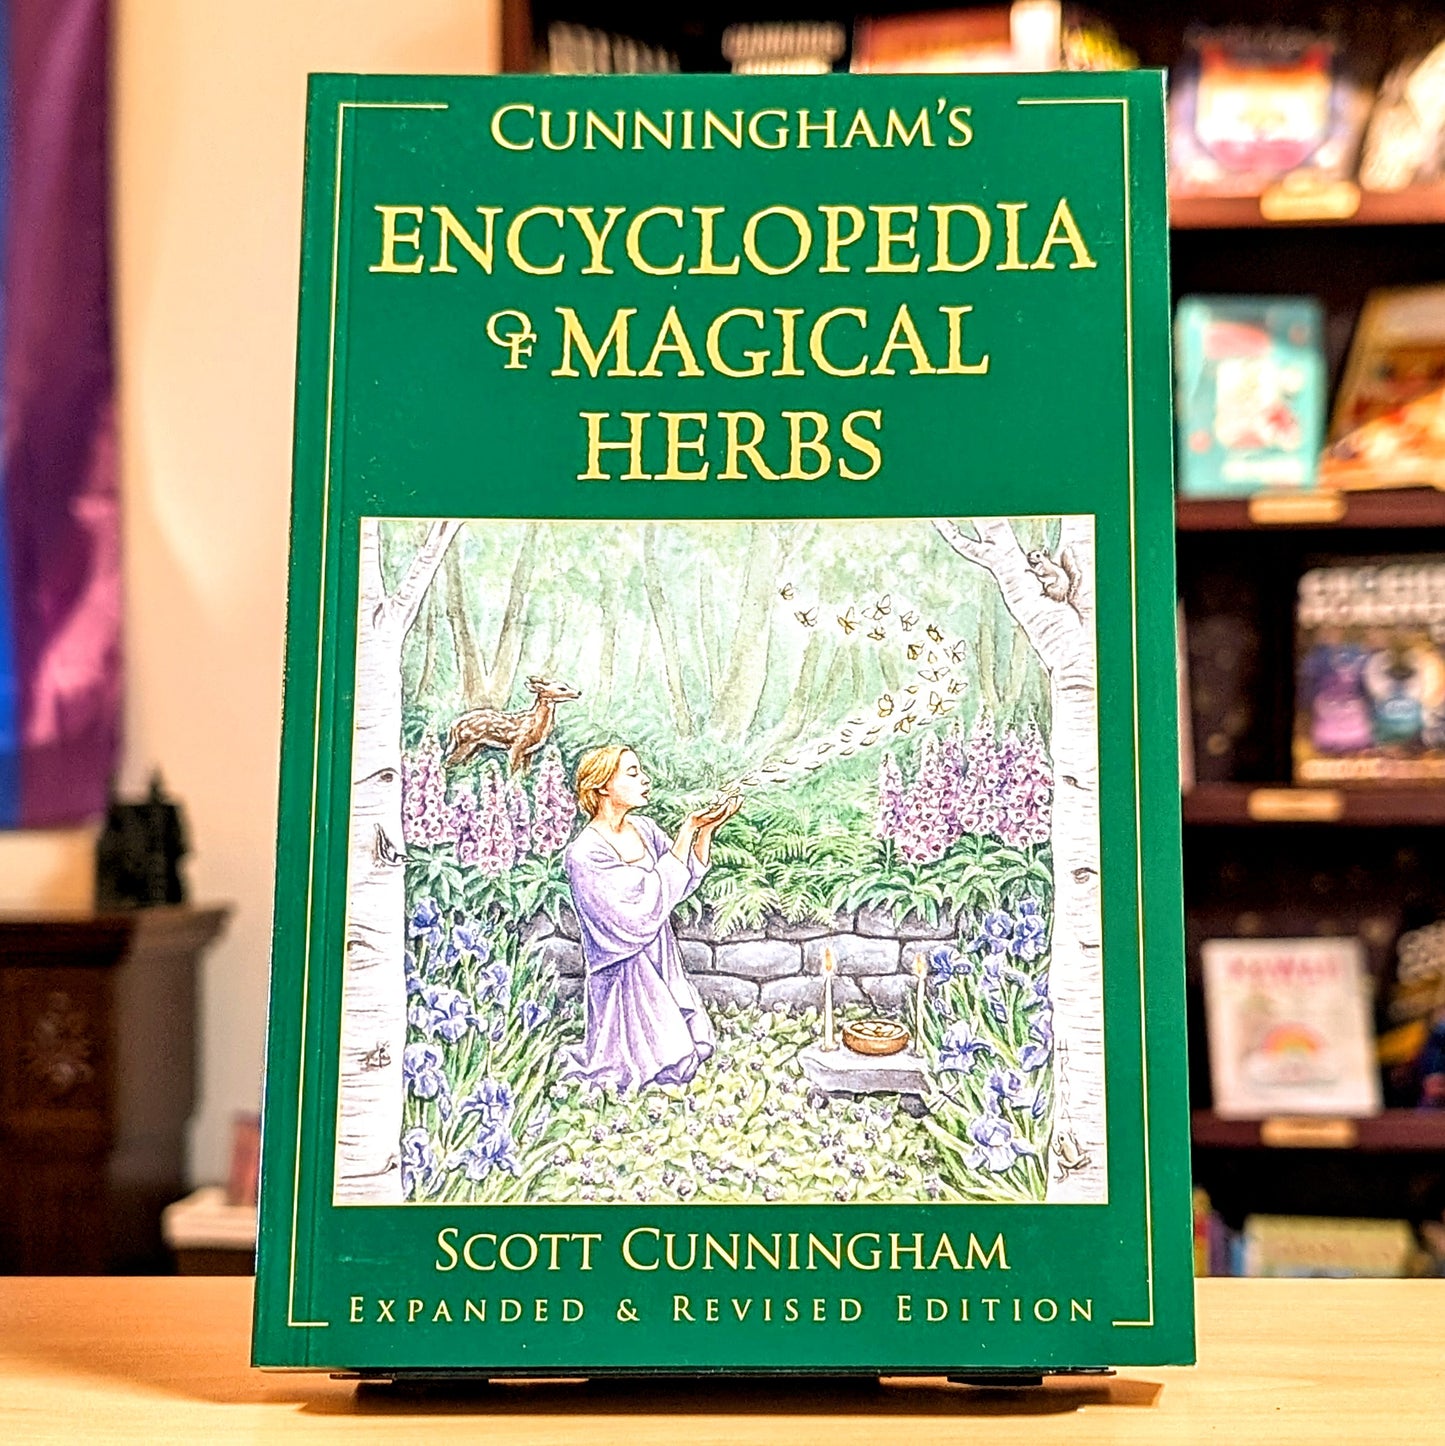 CUNNINGHAM'S
ENCYCLOPEDIA
OF MAGICAL
HERBS
SCOTT CUNNINGHAM
EXPANDED & REVISED EDITION